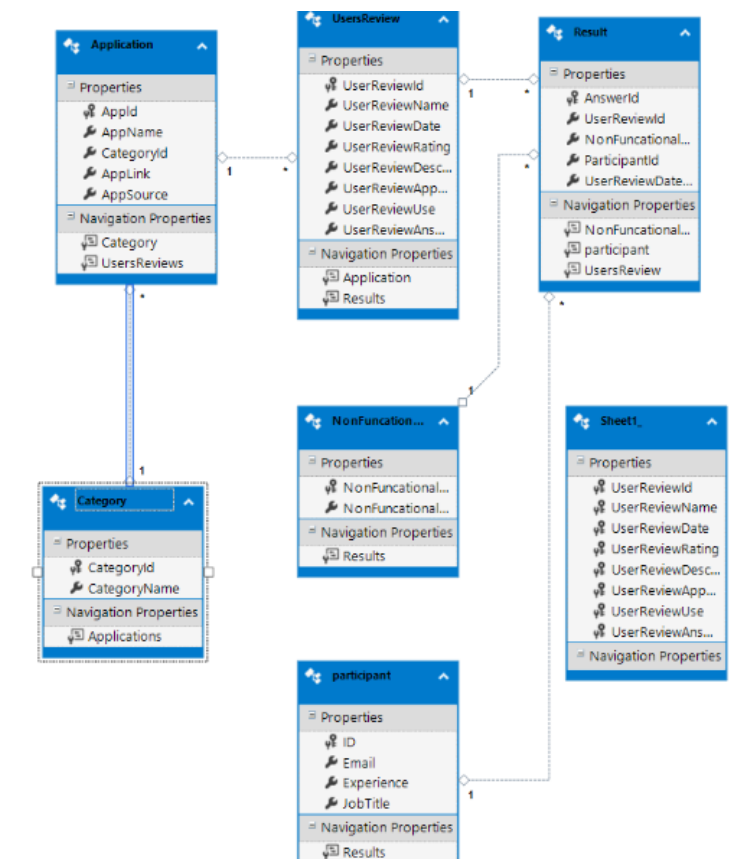 Application
Properties
AppId
AppName
CategoryId
AppLink
AppSource
Navigation Properties
Category
UsersReviews
1
*
UsersReview
Properties
UserReviewId
UserReviewName
UserReviewDate
UserReviewRating
UserReviewDesc...
UserReviewApp...
UserReviewUse
UserReviewAns...
Navigation Properties
Application
Results
1
*
Result
Properties
AnswerId
UserReviewId
NonFuncational...
ParticipantId
UserReviewDate...
Navigation Properties
NonFuncational...
participant
UsersReview
*
*
1
*
1
Category
Properties
CategoryId
CategoryName
Navigation Properties
Applications
NonFuncation...
Properties
NonFuncational...
NonFuncational...
Navigation Properties
Results
Sheet1_
Properties
UserReviewId
UserReviewName
UserReviewDate
UserReviewRating
UserReviewDesc...
UserReviewApp...
UserReviewUse
UserReviewAns...
Navigation Properties
participant
Properties
ID
Email
Experience
JobTitle
Navigation Properties
Results
1